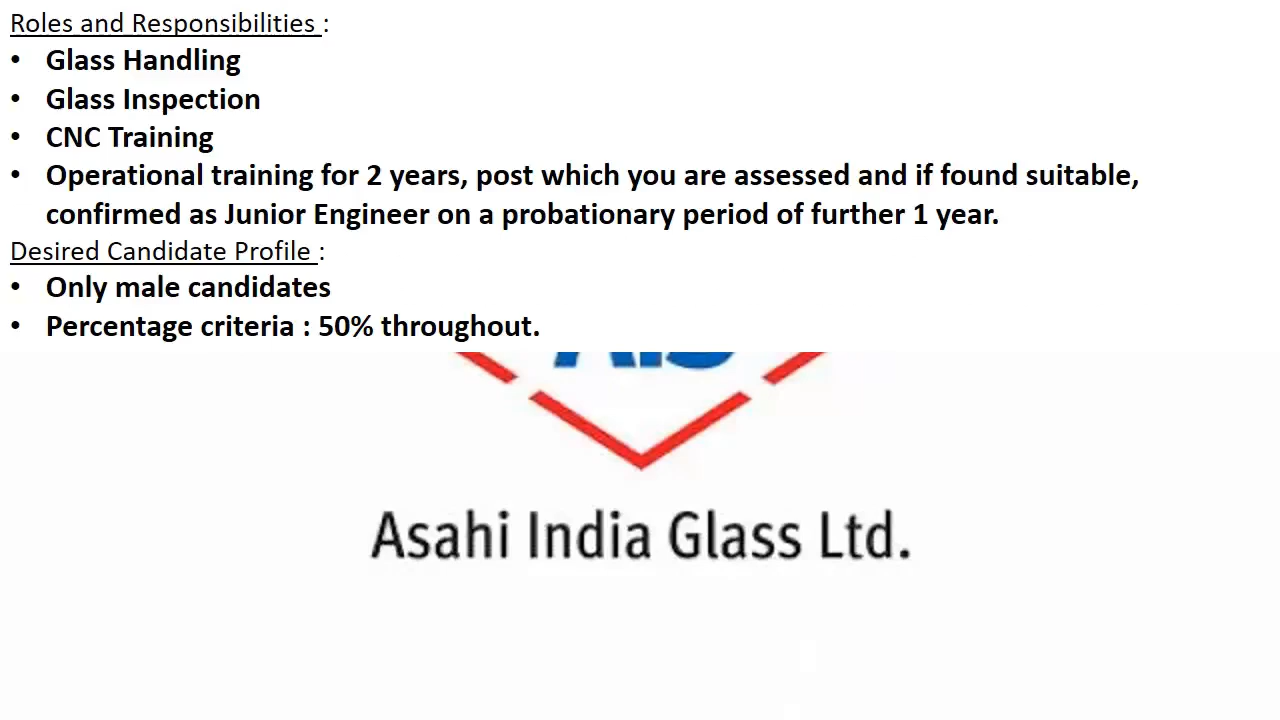 Roles and Responsibilities :
• Glass Handling
• Glass Inspection
• CNC Training
• Operational training for 2 years, post which you are assessed and if found suitable,
confirmed as Junior Engineer on a probationary period of further 1 year.
Desired Candidate Profile :
• Only male candidates
• Percentage criteria : 50% throughout.
Asahi India Glass Ltd.